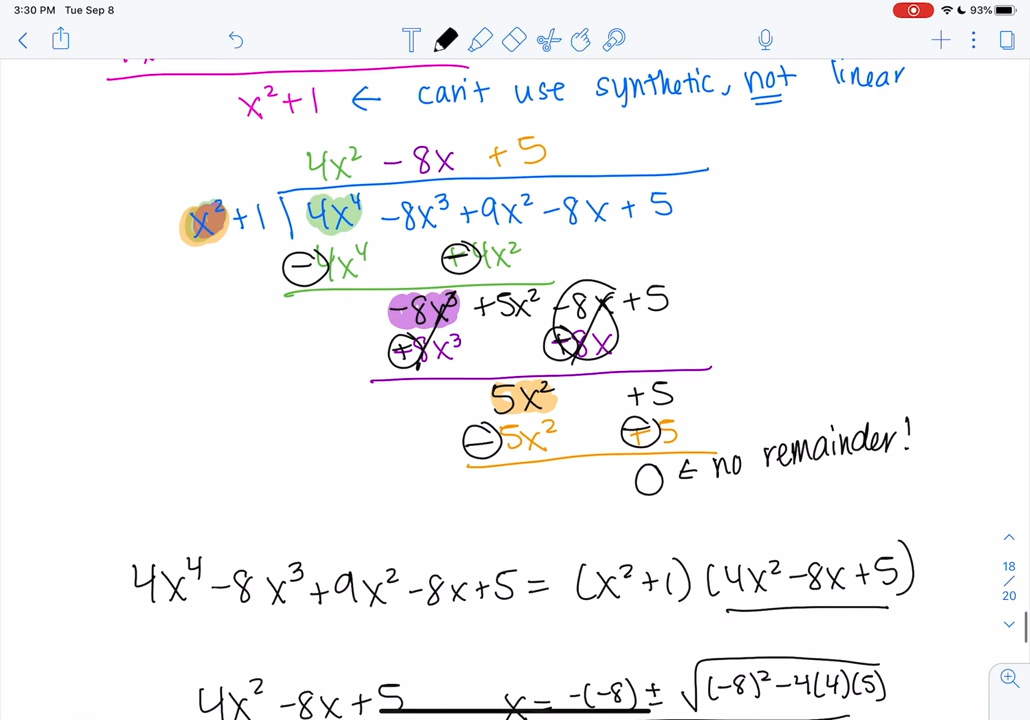 3:30 PM Tue Sep 8
93%
x² + 1 ← can't use synthetic, not linear
4x² - 8x + 5
x² + 1 ) 4x⁴ - 8x³ + 9x² - 8x + 5
- 4x⁴ - 4x²
- 8x³ + 5x² - 8x + 5
+ 8x³ + 8x
5x² + 5
- 5x² - 5
0 ← no remainder!
4x⁴ - 8x³ + 9x² - 8x + 5 = (x² + 1)(4x² - 8x + 5)
18
/
20
4x² - 8x + 5 x = -(-8) ± √(-8)² - 4(4)(5)